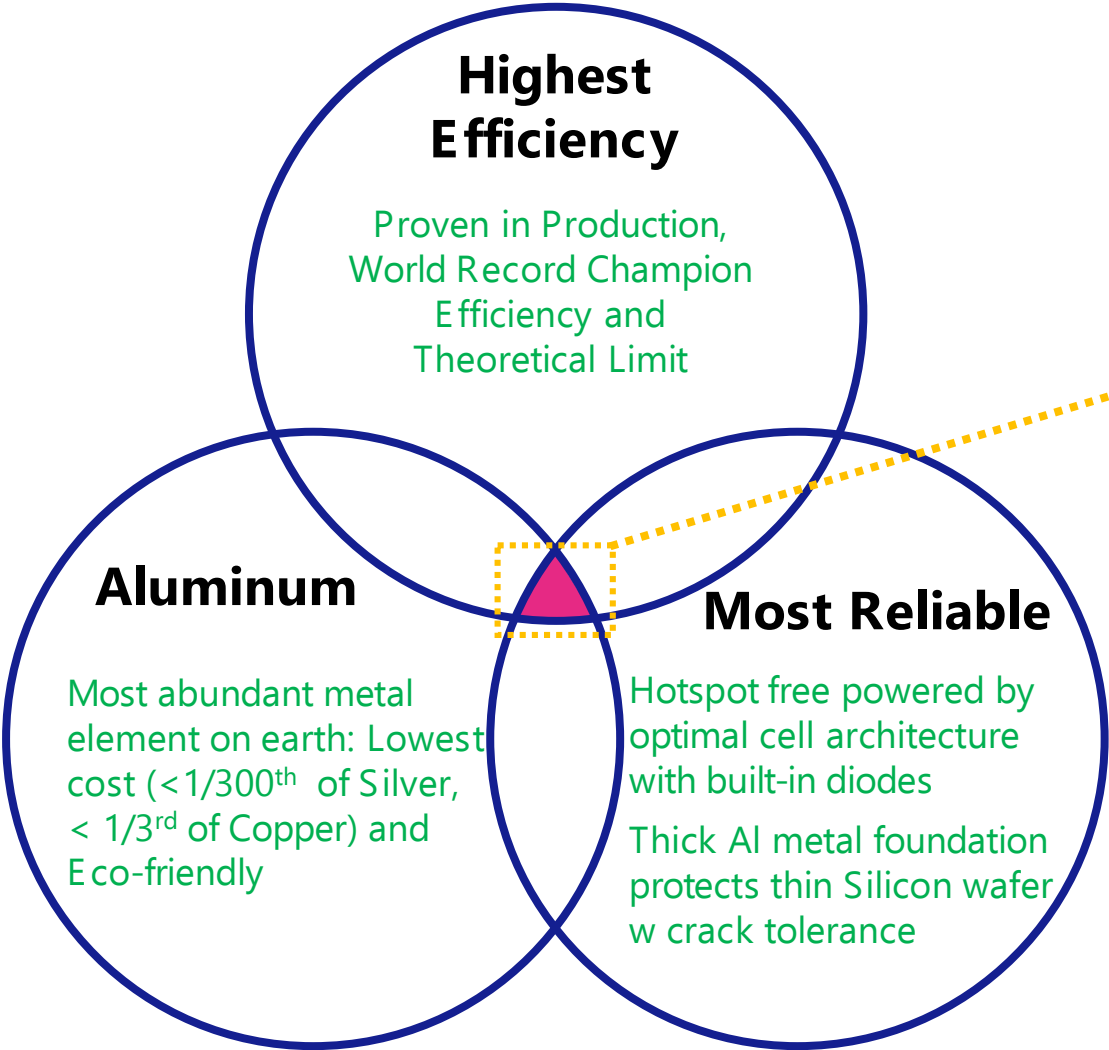 Highest
Efficiency
Proven in Production,
World Record Champion
Efficiency and
Theoretical Limit
Aluminum
Most abundant metal
element on earth: Lowest
cost (<1/300th of Silver,
< 1/3rd of Copper) and
Eco-friendly
Most Reliable
Hotspot free powered by
optimal cell architecture
with built-in diodes
Thick Al metal foundation
protects thin Silicon wafer
w crack tolerance